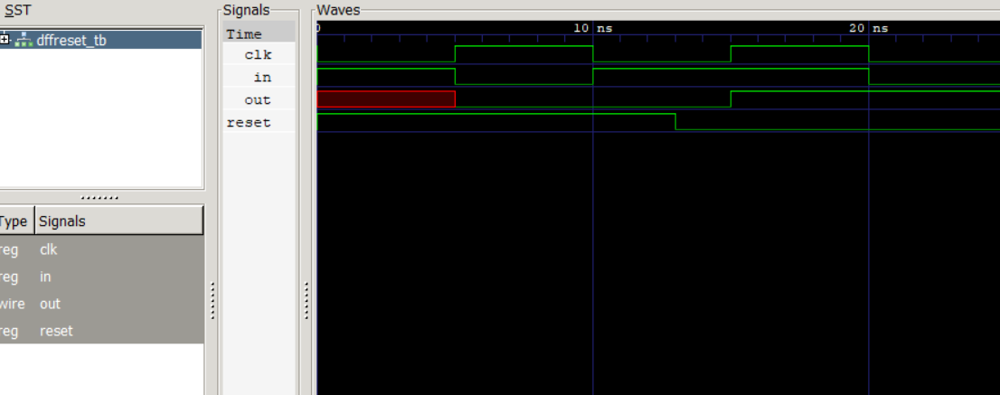 SST
dffreset_tb
Type Signals
reg clk
reg in
wire out
reg reset
Signals
Time
clk
in
out
reset
Waves
0 10 ns 20 ns